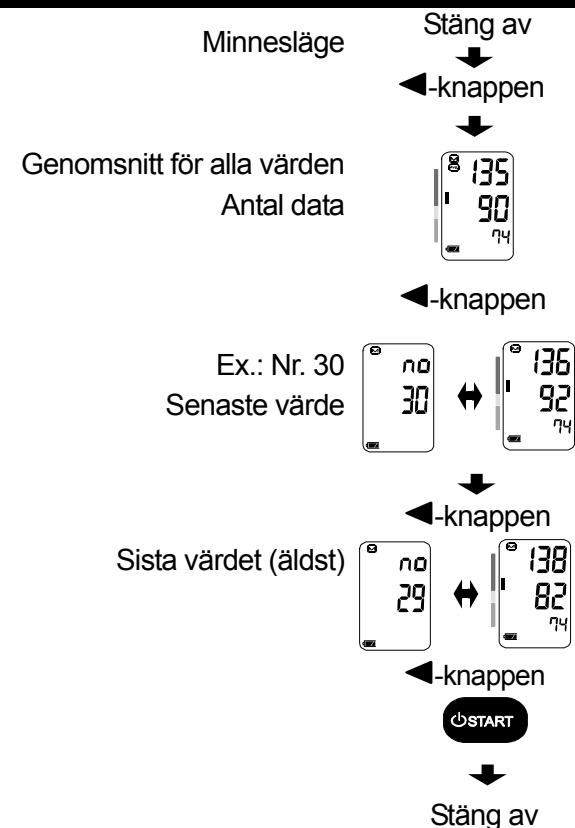 Stäng av
Minnesläge
◀-knappen
Genomsnitt för alla värden
Antal data
135
90
74
◀-knappen
Ex.: Nr. 30
Senaste värde
no
30
136
92
74
◀-knappen
Sista värdet (äldst)
no
29
138
82
74
◀-knappen
START
Stäng av